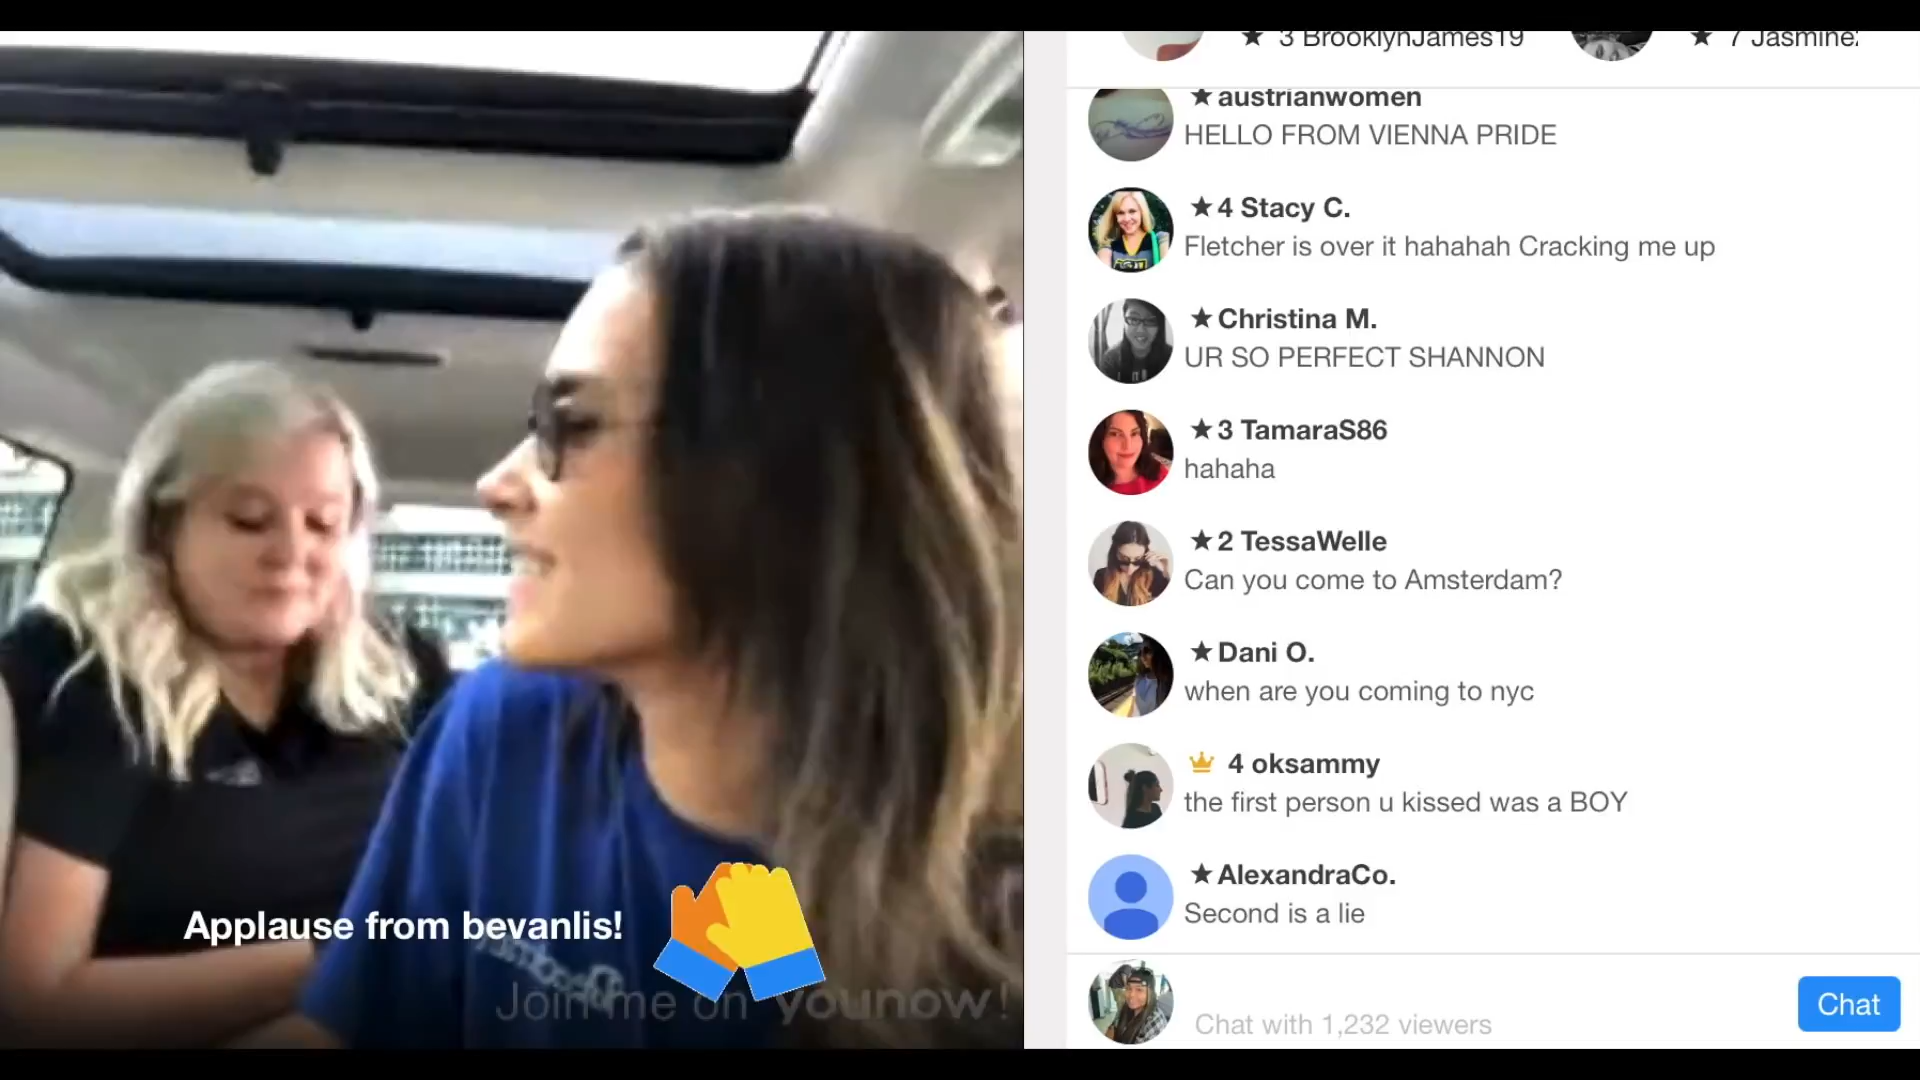 ★ 3 BrooklynJames19 ★ 7 Jasmine
★ austrianwomen
HELLO FROM VIENNA PRIDE
★4 Stacy C.
Fletcher is over it hahahah Cracking me up
★ Christina M.
UR SO PERFECT SHANNON
★3 TamaraS86
hahaha
★2 TessaWelle
Can you come to Amsterdam?
★ Dani O.
when are you coming to nyc
4 oksammy
the first person u kissed was a BOY
★ AlexandraCo.
Second is a lie
Chat with 1,232 viewers
Chat
Applause from bevanlis!
Join me on younow!